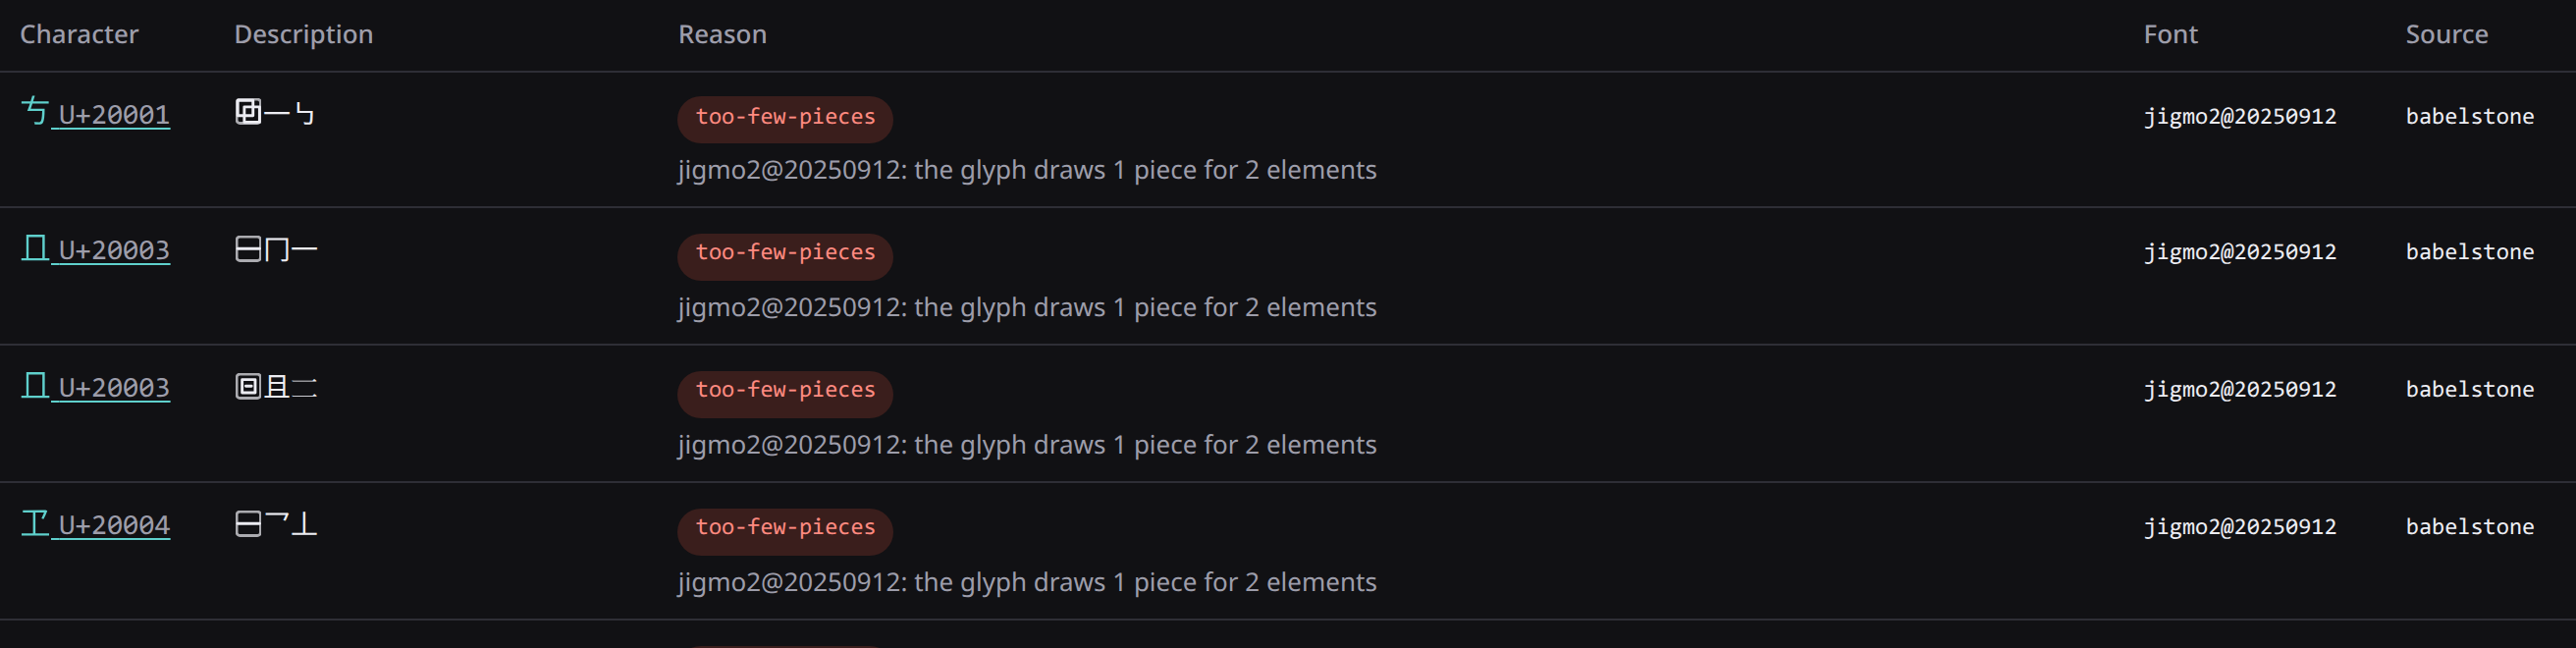 Character Description Reason Font Source
𠀁 U+20001 ⿻一㇉ too-few-pieces jigmo2@20250912 babelstone
jigmo2@20250912: the glyph draws 1 piece for 2 elements
𠀃 U+20003 ⿱冂一 too-few-pieces jigmo2@20250912 babelstone
jigmo2@20250912: the glyph draws 1 piece for 2 elements
𠀃 U+20003 ⿴且二 too-few-pieces jigmo2@20250912 babelstone
jigmo2@20250912: the glyph draws 1 piece for 2 elements
𠀄 U+20004 ⿱乛丄 too-few-pieces jigmo2@20250912 babelstone
jigmo2@20250912: the glyph draws 1 piece for 2 elements